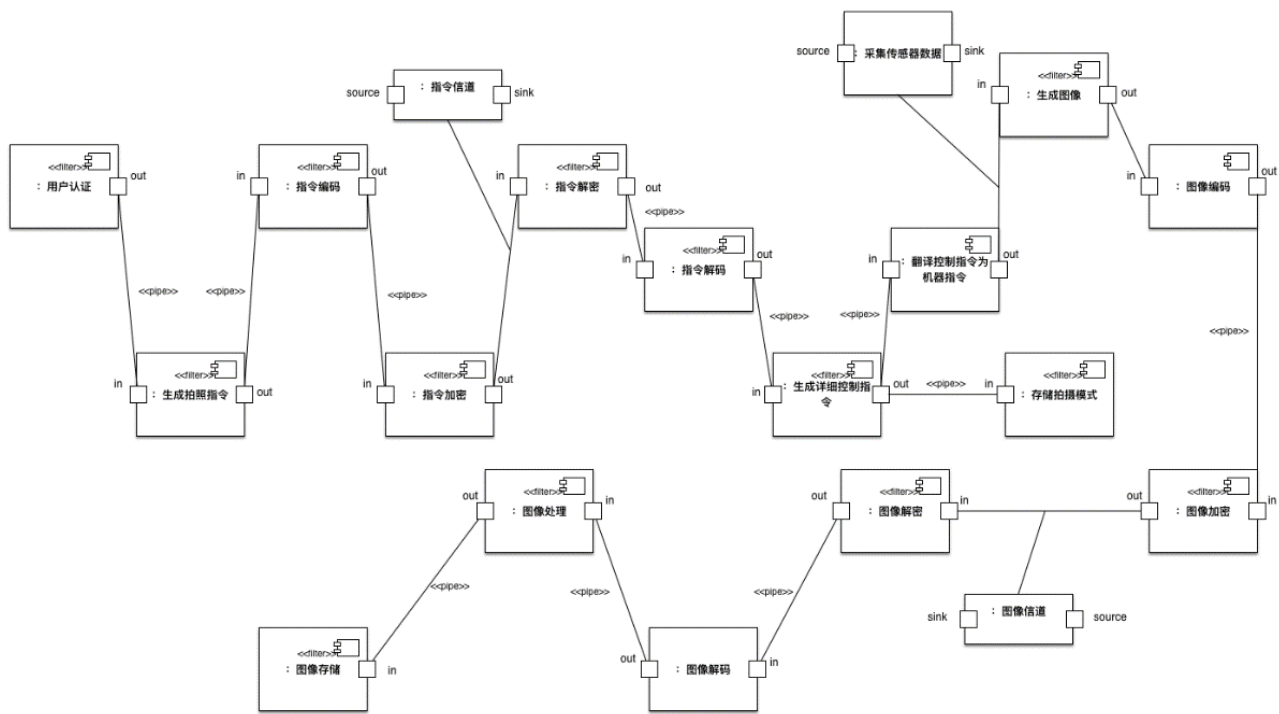 source
: 采集传感器数据
sink
<<filter>>
in
: 生成图像
out
source
: 指令信道
sink
<<filter>>
: 用户认证
out
<<filter>>
in
: 指令编码
out
<<filter>>
in
: 指令解密
out
<<filter>>
in
: 图像编码
out
<<pipe>>
<<filter>>
in
: 指令解码
out
<<filter>>
in
: 翻译控制指令为
机器指令
out
<<pipe>>
<<pipe>>
<<pipe>>
<<pipe>>
<<pipe>>
<<pipe>>
<<filter>>
in
: 生成拍照指令
out
<<filter>>
in
: 指令加密
out
<<filter>>
in
: 生成详细控制指
令
out
<<pipe>>
<<filter>>
in
: 存储拍摄模式
<<filter>>
out
: 图像处理
in
<<filter>>
out
: 图像解密
in
<<filter>>
out
: 图像加密
in
<<pipe>>
<<pipe>>
<<pipe>>
sink
: 图像信道
source
<<filter>>
: 图像存储
in
out
: 图像解码
in